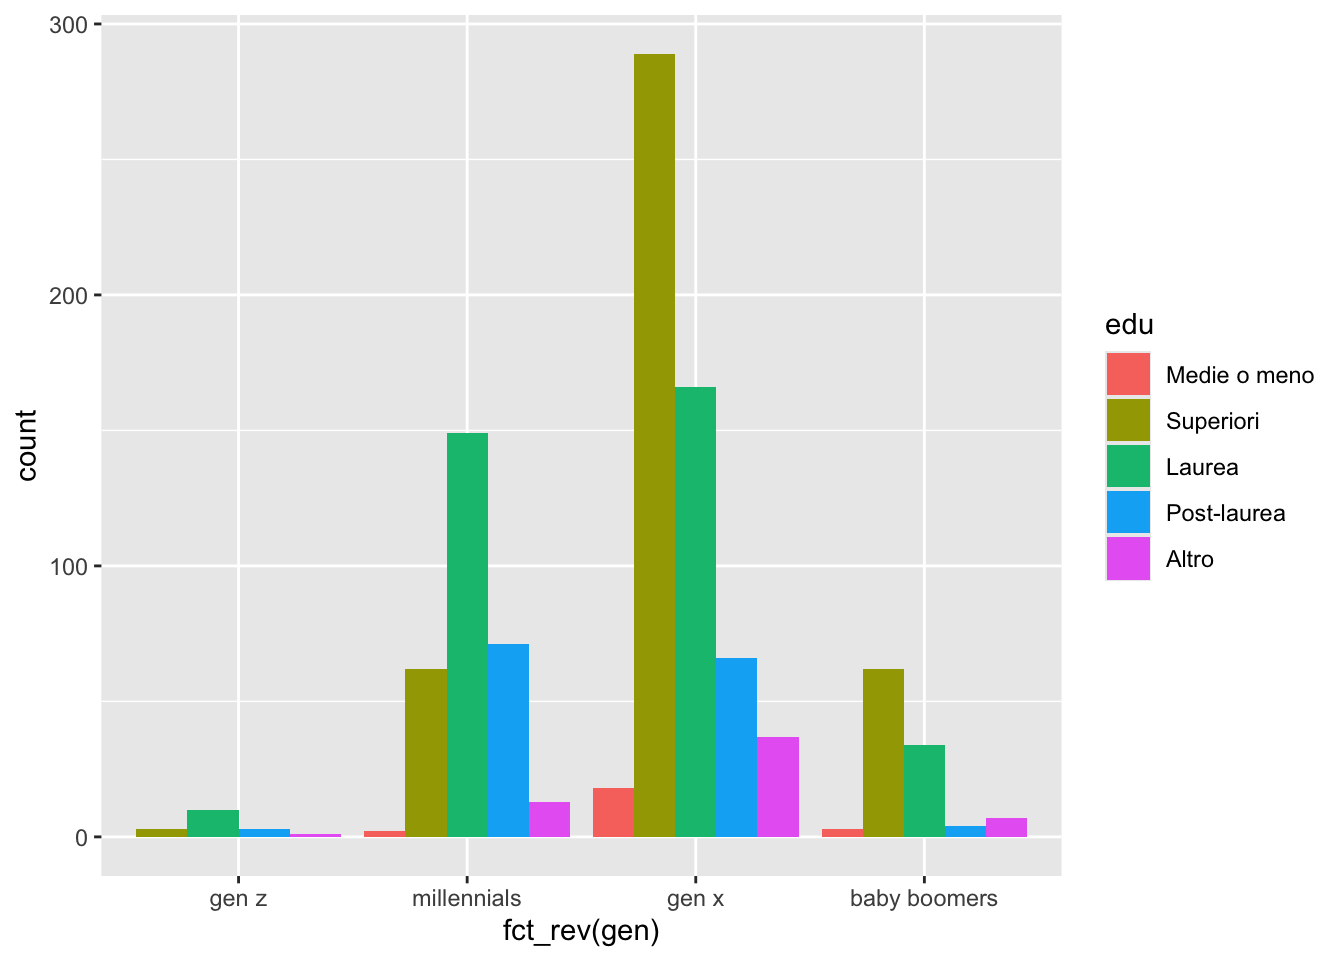 300
200
100
0
count
gen z
millennials
gen x
baby boomers
fct_rev(gen)
edu
Medie o meno
Superiori
Laurea
Post-laurea
Altro